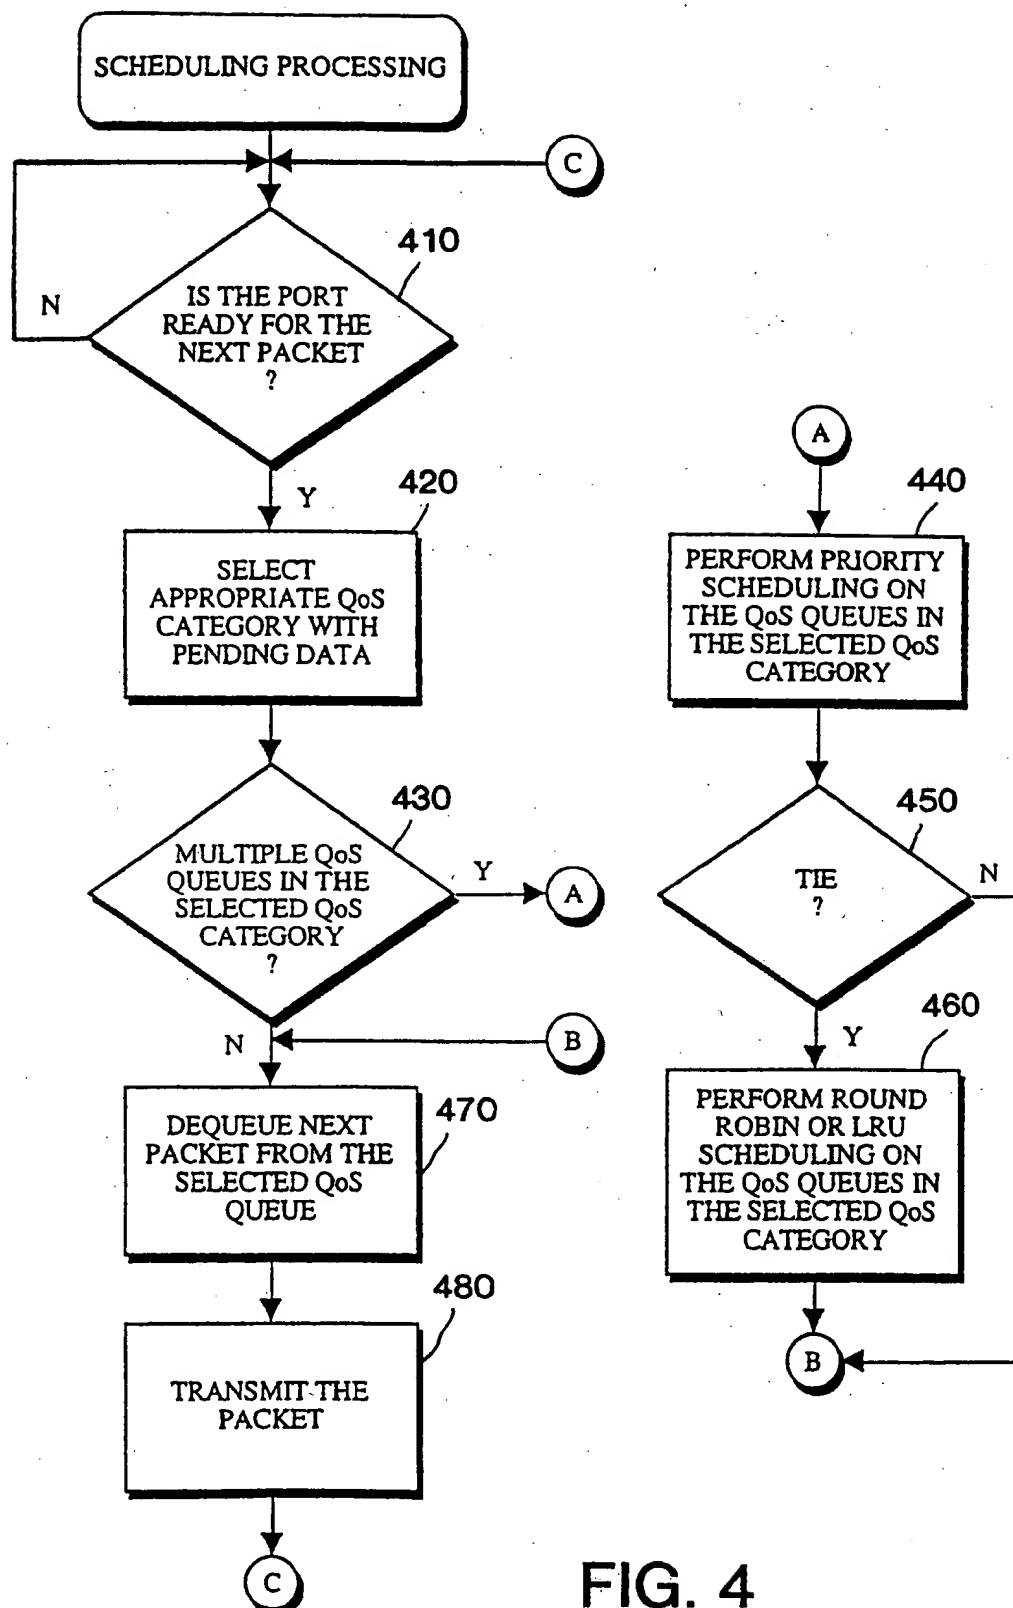 SCHEDULING PROCESSING
C
410
N
IS THE PORT
READY FOR THE
NEXT PACKET
?
Y
420
SELECT
APPROPRIATE QoS
CATEGORY WITH
PENDING DATA
430
MULTIPLE QoS
QUEUES IN THE
SELECTED QoS
CATEGORY
?
Y
A
N
B
470
DEQUEUE NEXT
PACKET FROM THE
SELECTED QoS
QUEUE
480
TRANSMIT THE
PACKET
C
A
440
PERFORM PRIORITY
SCHEDULING ON
THE QoS QUEUES IN
THE SELECTED QoS
CATEGORY
450
TIE
?
N
Y
460
PERFORM ROUND
ROBIN OR LRU
SCHEDULING ON
THE QoS QUEUES IN
THE SELECTED QoS
CATEGORY
B
FIG. 4